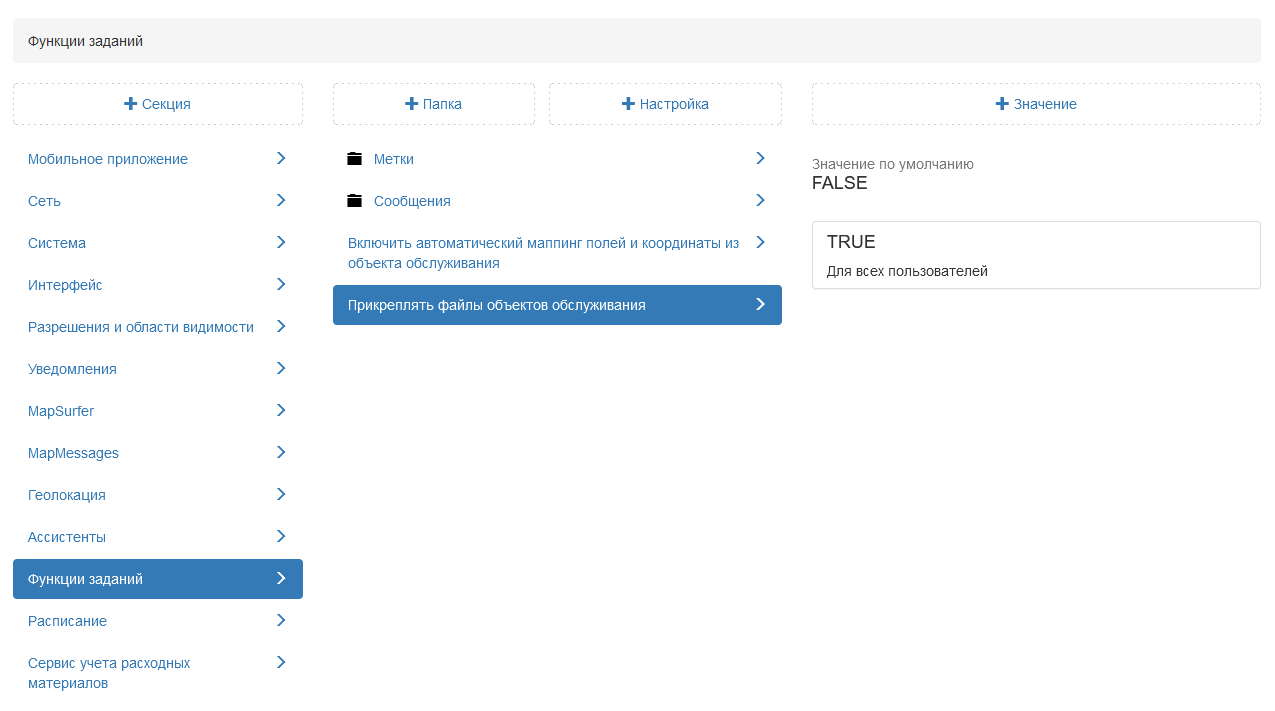 Функции заданий
Секция
Мобильное приложение
Сеть
Система
Интерфейс
Разрешения и области видимости
Уведомления
MapSurfer
MapMessages
Геолокация
Ассистенты
Функции заданий
Расписание
Сервис учета расходных
материалов
Папка
Настройка
Метки
Сообщения
Включить автоматический маппинг полей и координаты из
объекта обслуживания
Прикреплять файлы объектов обслуживания
Значение
Значение по умолчанию
FALSE
TRUE
Для всех пользователей